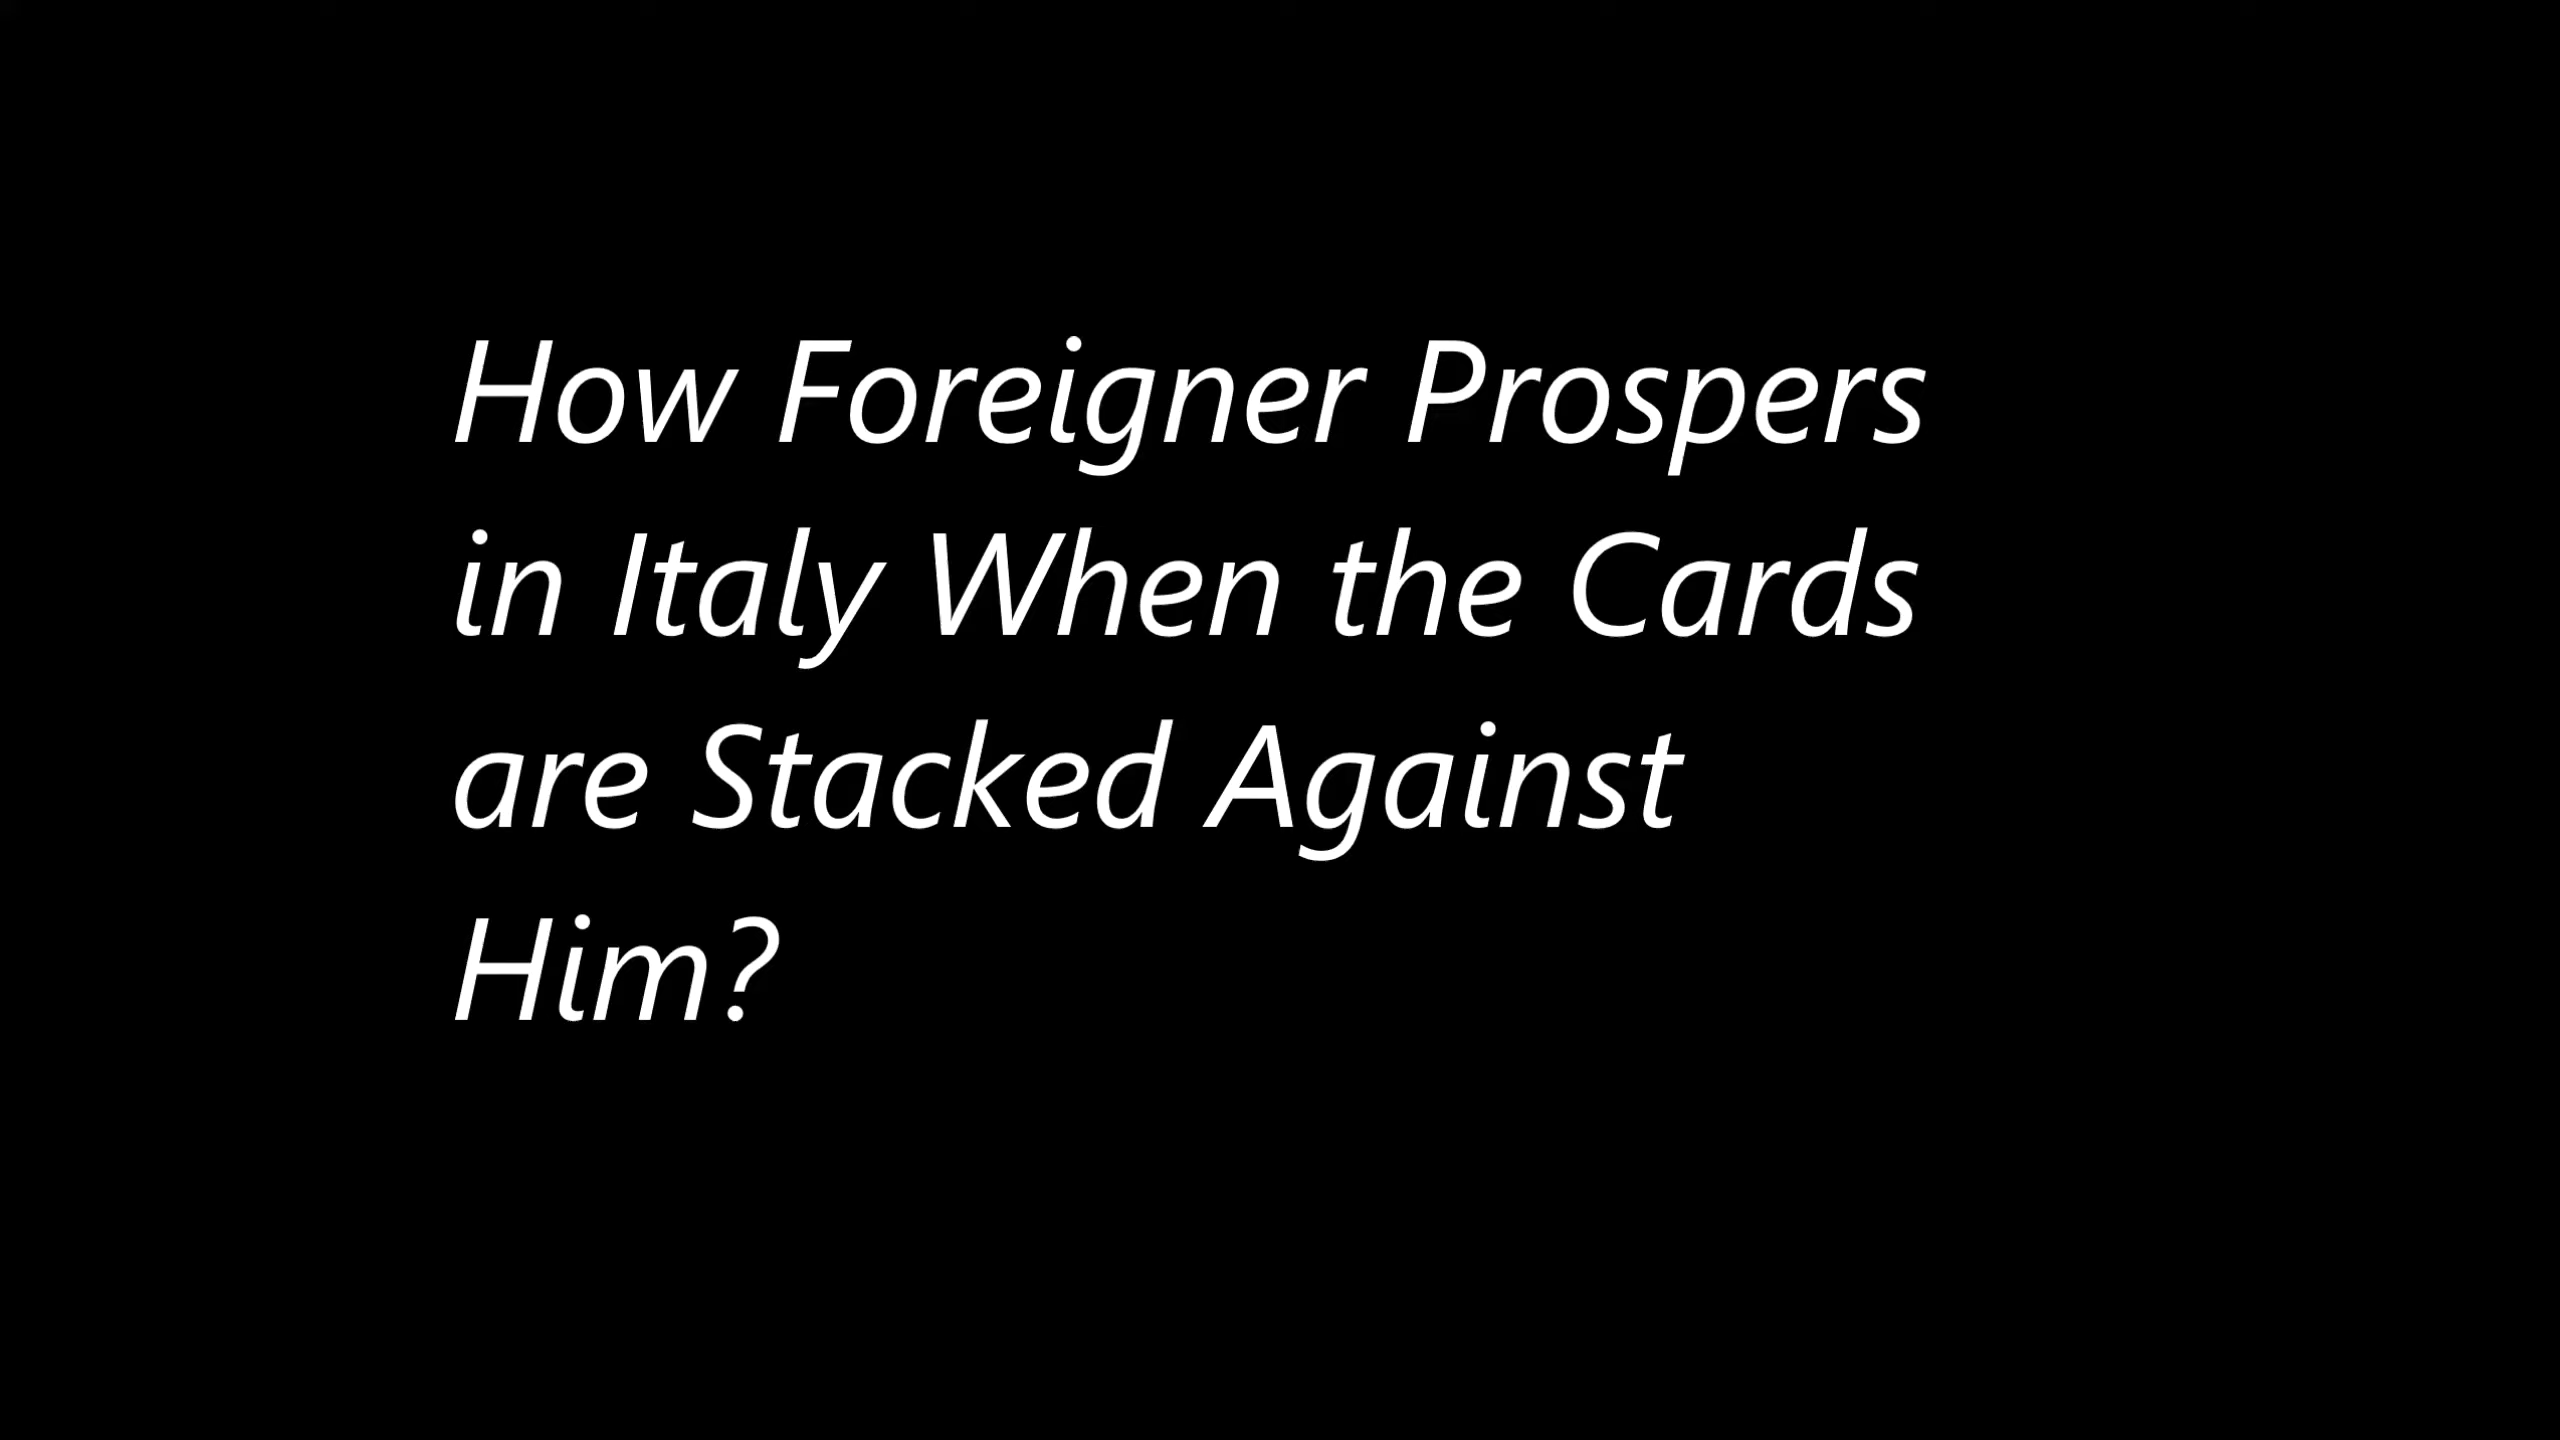 How Foreigner Prospers
in Italy When the Cards
are Stacked Against
Him?